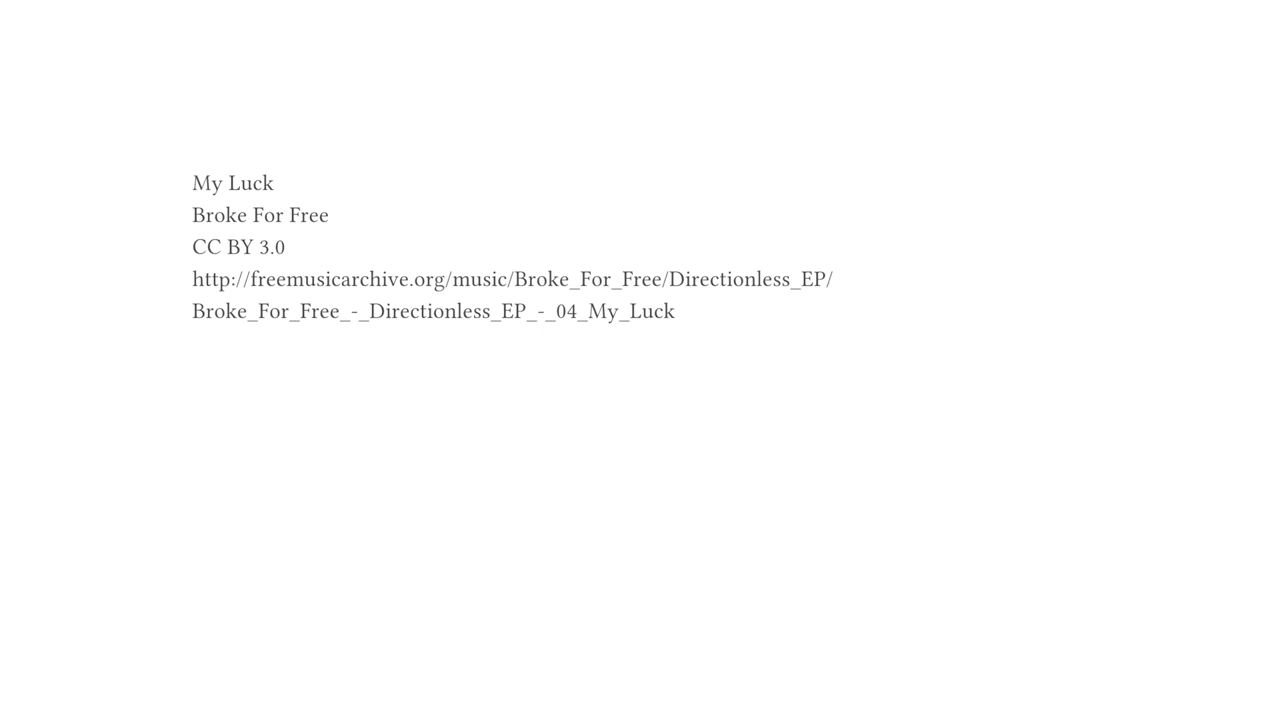 My Luck
Broke For Free
CC BY 3.0
http://freemusicarchive.org/music/Broke_For_Free/Directionless_EP/
Broke_For_Free_-_Directionless_EP_-_04_My_Luck